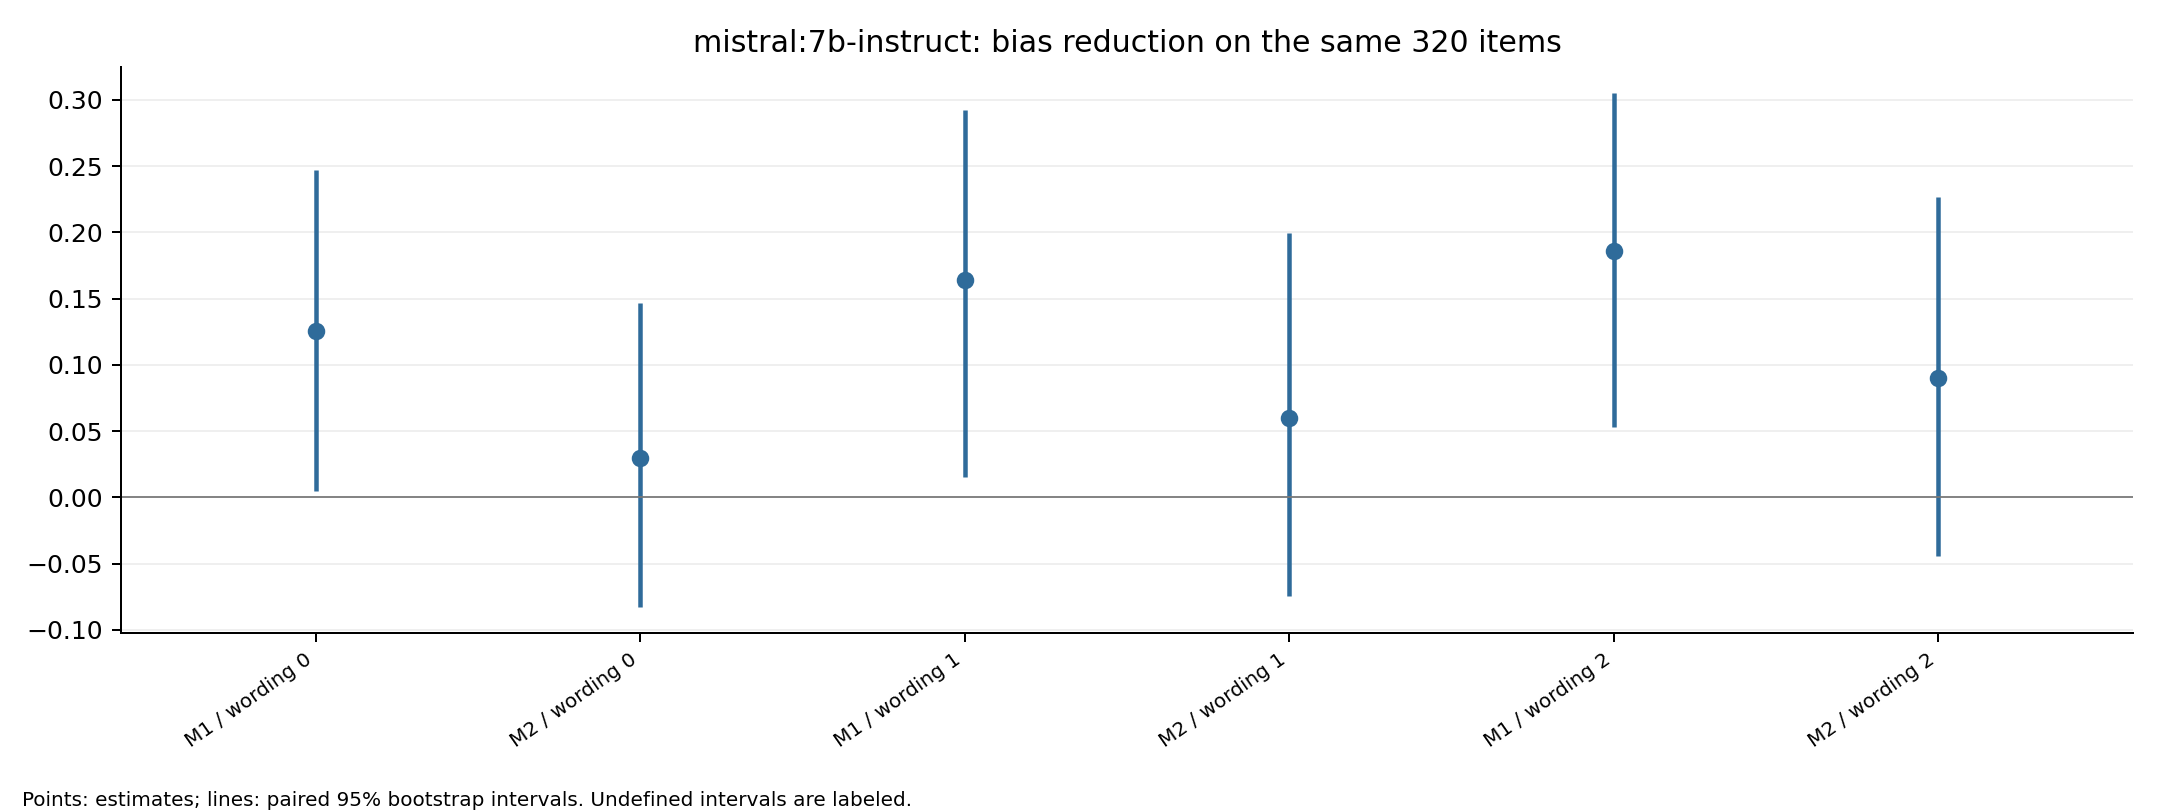 mistral:7b-instruct: bias reduction on the same 320 items
0.30
0.25
0.20
0.15
0.10
0.05
0.00
−0.05
−0.10
M1 / wording 0
M2 / wording 0
M1 / wording 1
M2 / wording 1
M1 / wording 2
M2 / wording 2
Points: estimates; lines: paired 95% bootstrap intervals. Undefined intervals are labeled.